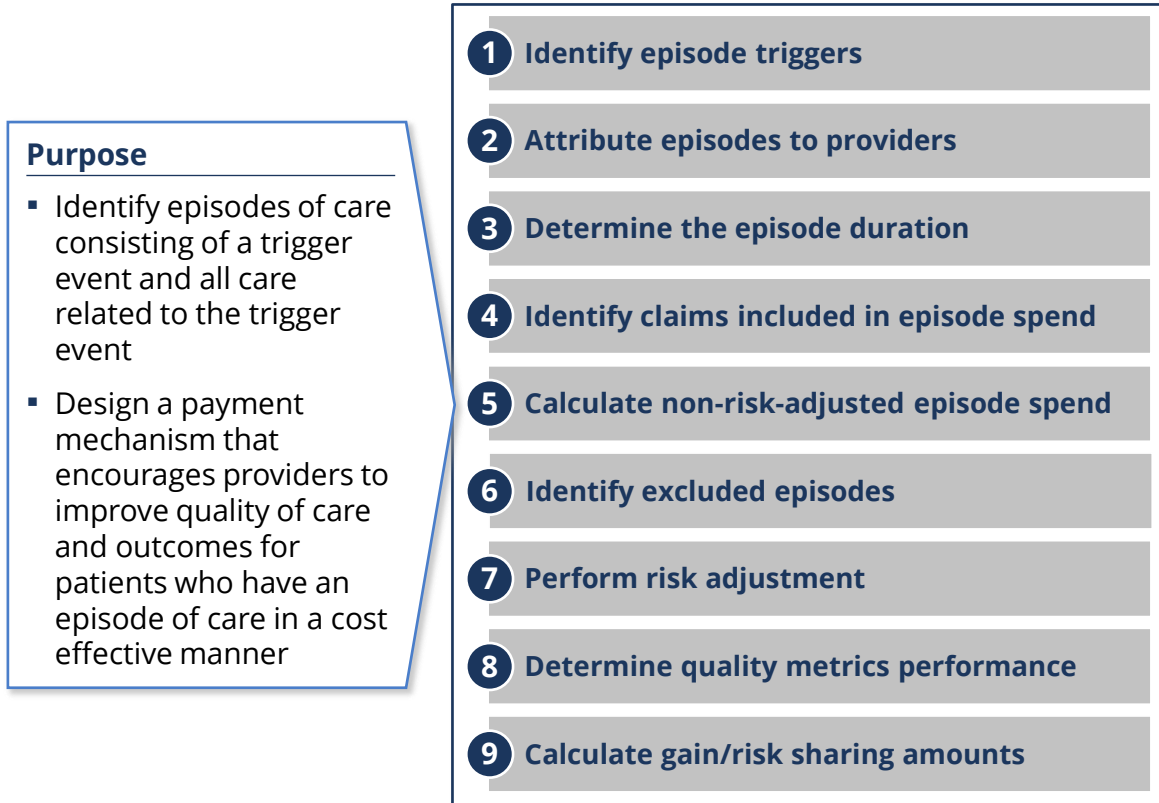 Purpose
▪ Identify episodes of care
consisting of a trigger
event and all care
related to the trigger
event
▪ Design a payment
mechanism that
encourages providers to
improve quality of care
and outcomes for
patients who have an
episode of care in a cost
effective manner
1 Identify episode triggers
2 Attribute episodes to providers
3 Determine the episode duration
4 Identify claims included in episode spend
5 Calculate non-risk-adjusted episode spend
6 Identify excluded episodes
7 Perform risk adjustment
8 Determine quality metrics performance
9 Calculate gain/risk sharing amounts